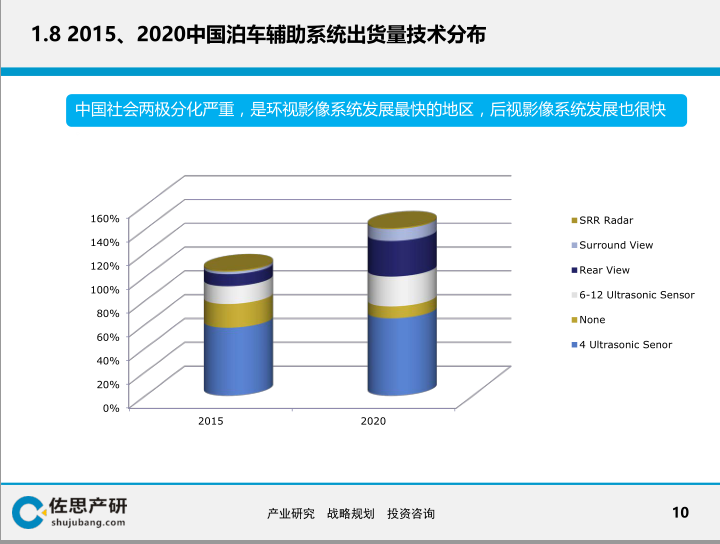 1.8 2015、2020中国泊车辅助系统出货量技术分布
中国社会两极分化严重，是环视影像系统发展最快的地区，后视影像系统发展也很快
160%
140%
120%
100%
80%
60%
40%
20%
0%
2015
2020
SRR Radar
Surround View
Rear View
6-12 Ultrasonic Sensor
None
4 Ultrasonic Senor
佐思产研
shujubang.com
产业研究 战略规划 投资咨询
10